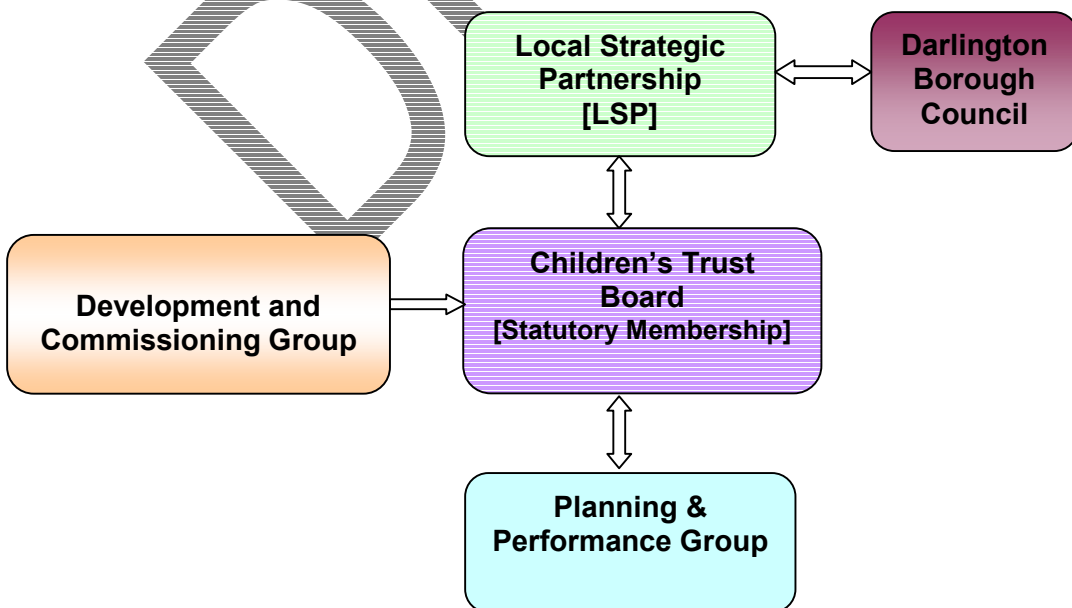 Local Strategic
Partnership
[LSP]
Darlington
Borough
Council
Children's Trust
Board
[Statutory Membership]
Development and
Commissioning Group
Planning &
Performance Group